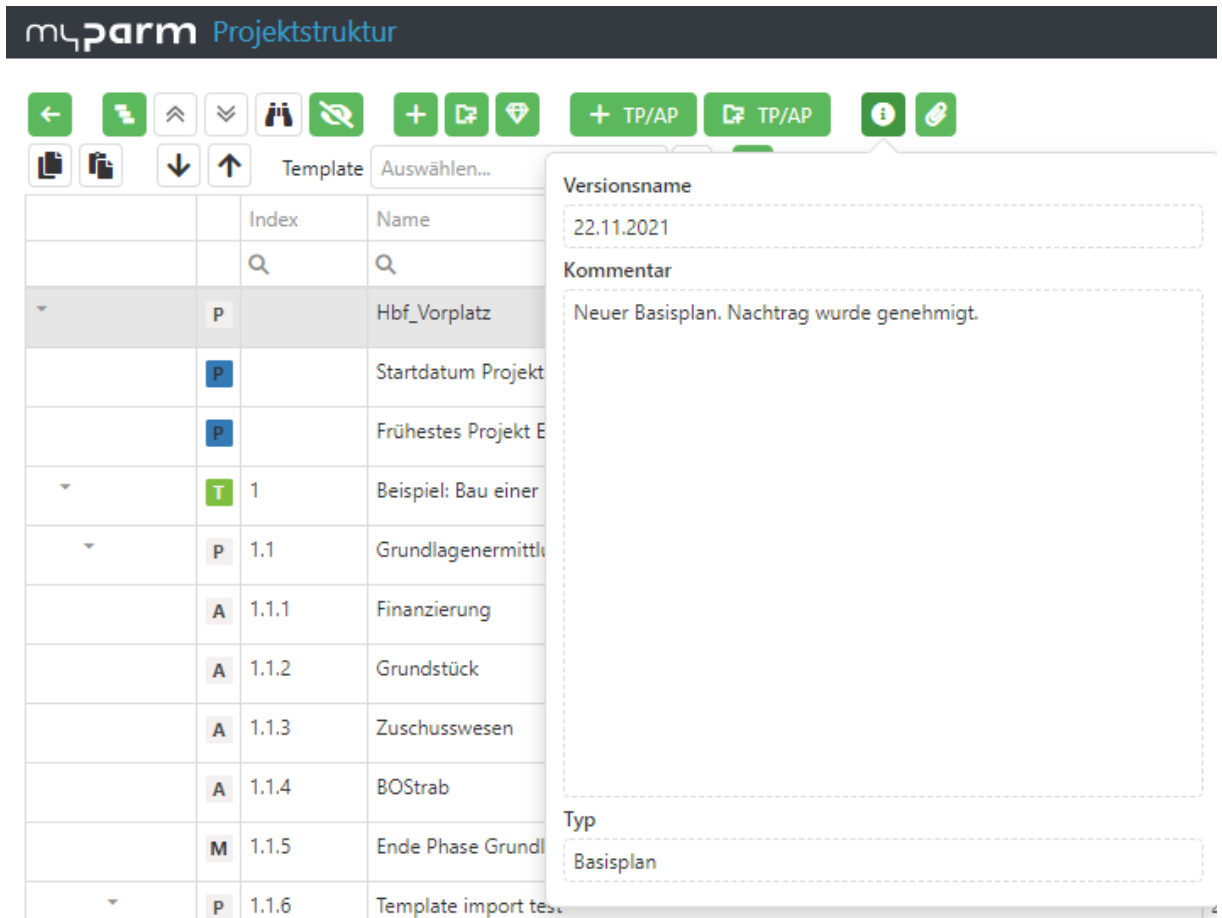 myparm Projektstruktur
+ TP/AP TP/AP
Template Auswählen...
Versionsname
22.11.2021
Kommentar
Neuer Basisplan. Nachtrag wurde genehmigt.
Typ
Basisplan
Index Name
P Hbf_Vorplatz
P Startdatum Projekt
P Frühestes Projekt E
T 1 Beispiel: Bau einer
P 1.1 Grundlagenermittlu
A 1.1.1 Finanzierung
A 1.1.2 Grundstück
A 1.1.3 Zuschusswesen
A 1.1.4 BOStrab
M 1.1.5 Ende Phase Grundl
P 1.1.6 Template import test